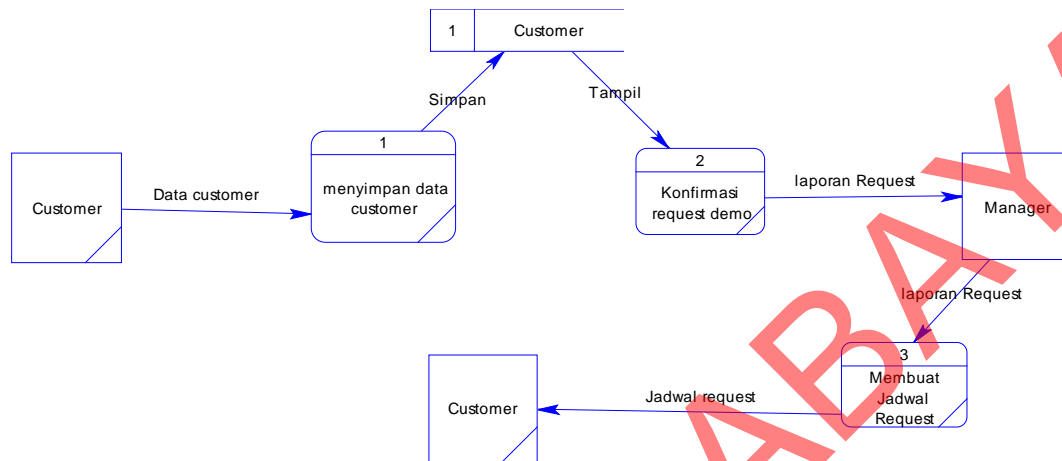 1
Customer
Simpan
Tampil
1
menyimpan data
customer
2
Konfirmasi
request demo
Customer
Data customer
laporan Request
Manager
laporan Request
3
Membuat
Jadwal
Request
Jadwal request
Customer
ABAY